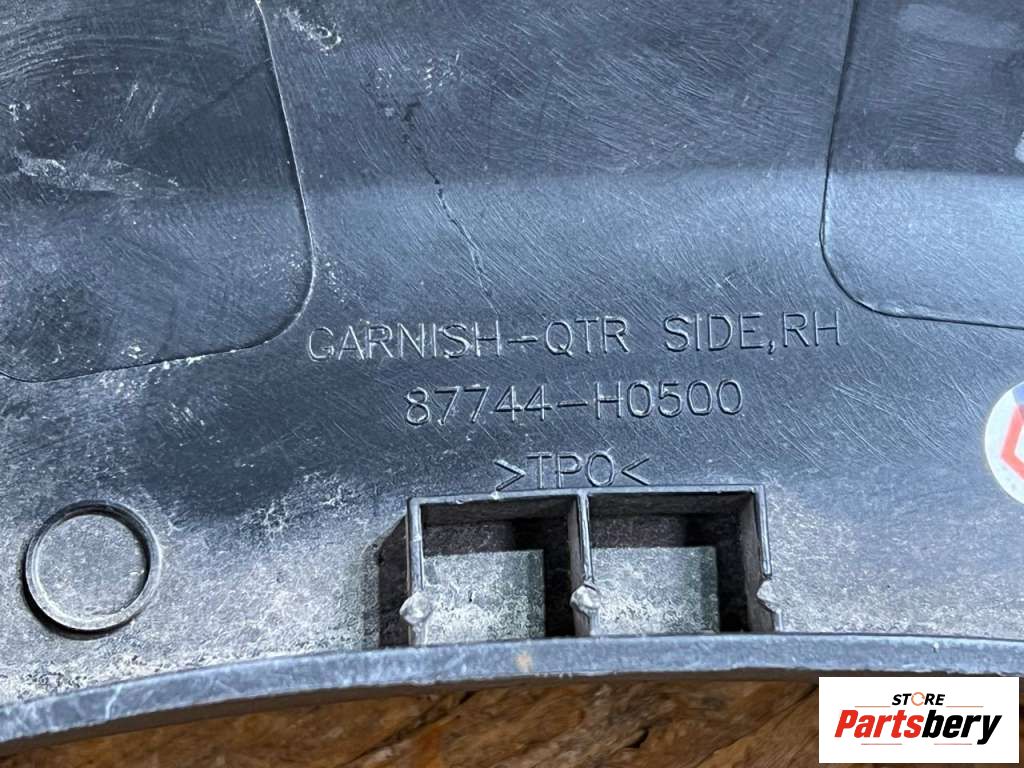 GARNISH-QTR SIDE,RH
87744-H0500
>TPO<
STORE
Partsbery